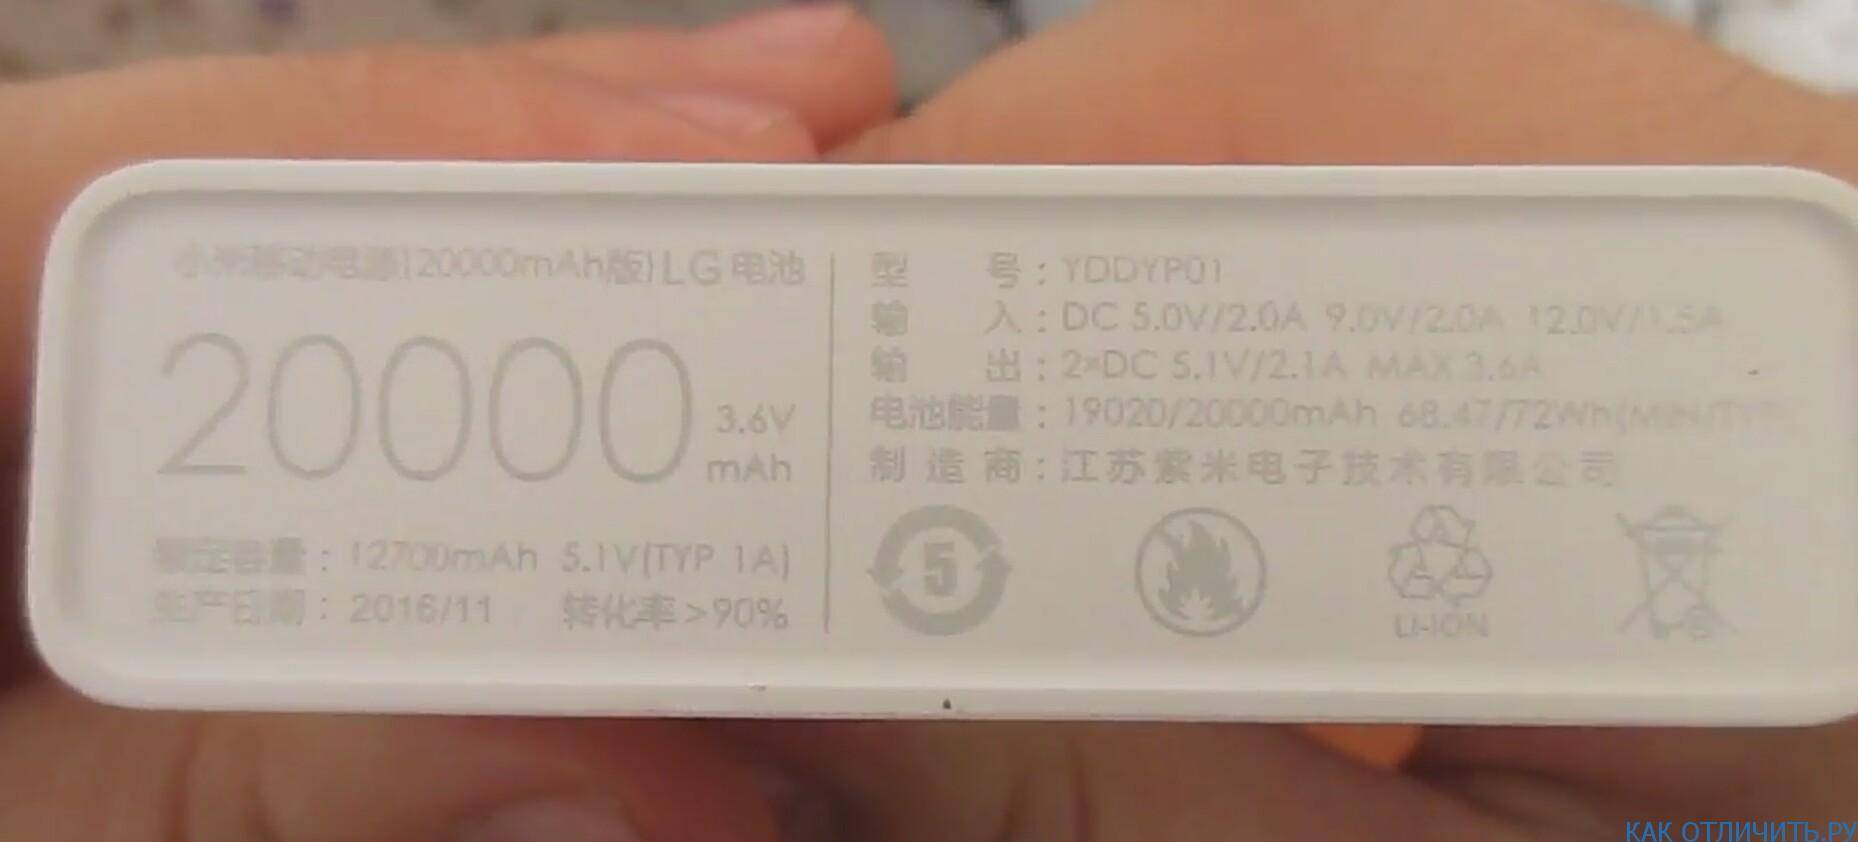 小米移动电源(20000mAh版)LG 电池
20000 3.6V
mAh
额定容量：12700mAh 5.1V(TYP 1A)
生产日期：2016/11 转化率>90%
型 号：YDDYP01
输 入：DC 5.0V/2.0A 9.0V/2.0A 12.0V/1.5A
输 出：2*DC 5.1V/2.1A MAX 3.6A
电池能量：19020/20000mAh 68.47/72Wh(MIN/TYP)
制 造 商：江苏紫米电子技术有限公司
5
LI-ION
КАК ОТЛИЧИТЬ.РУ